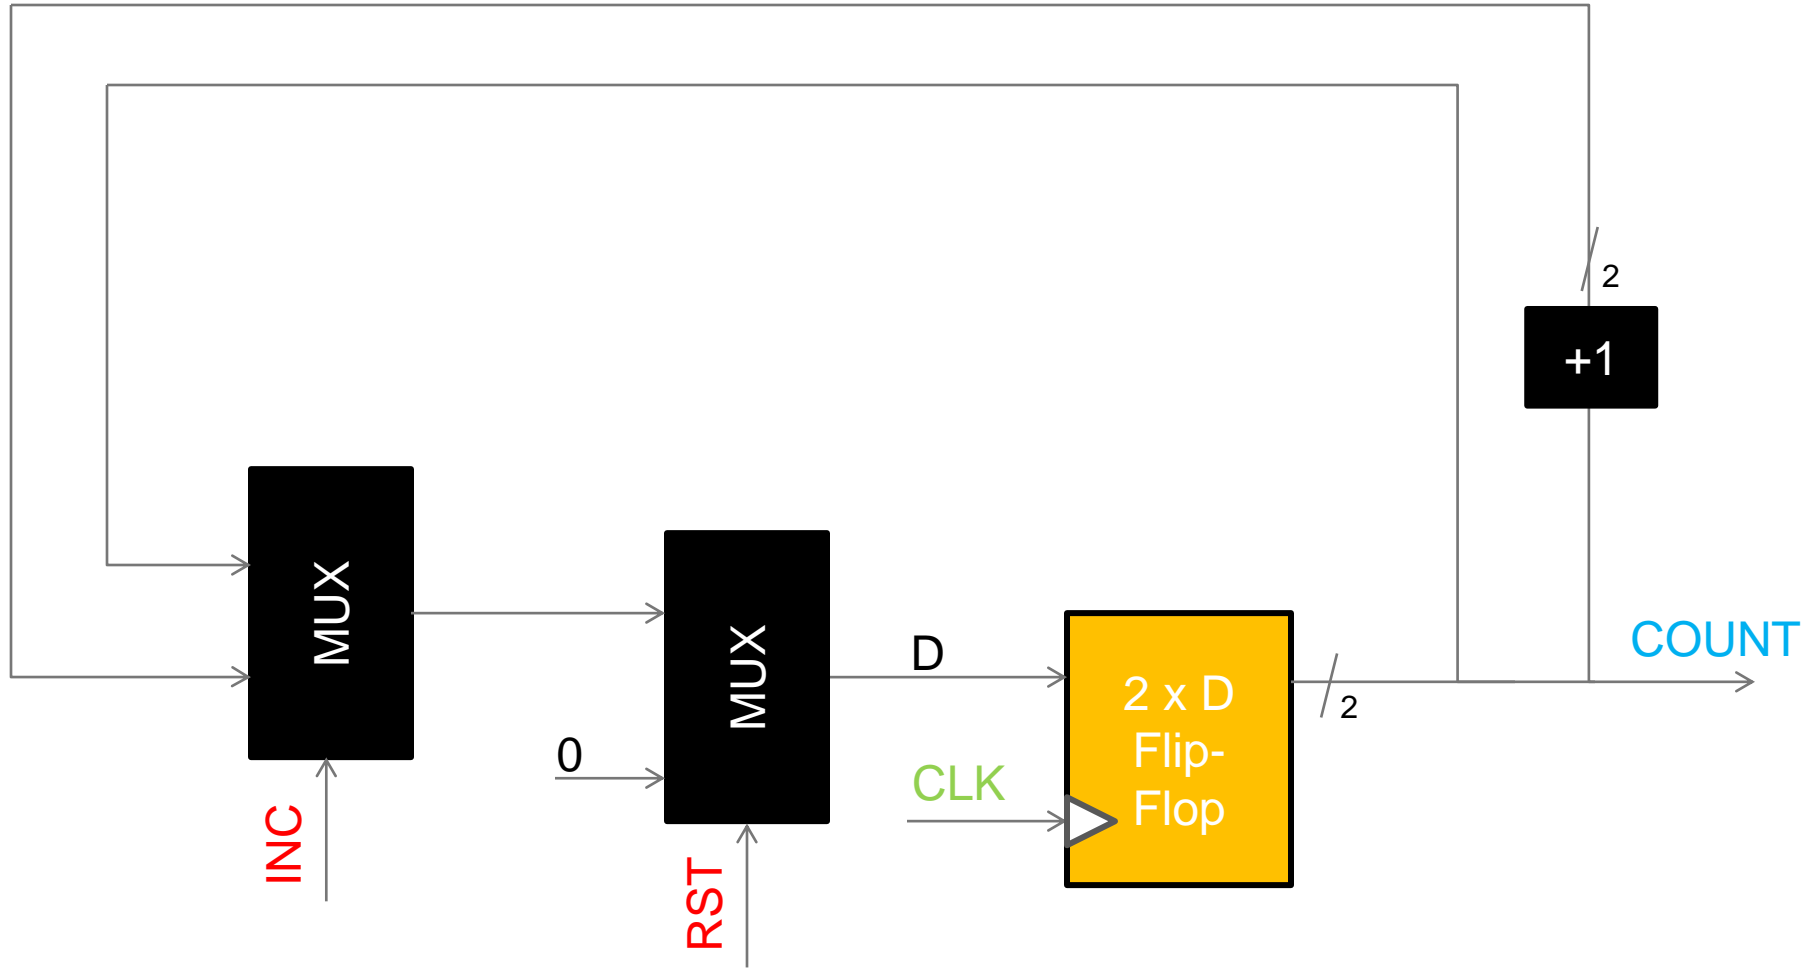 2
+1
MUX
INC
MUX
0
RST
D
CLK
2 x D
Flip-
Flop
2
COUNT